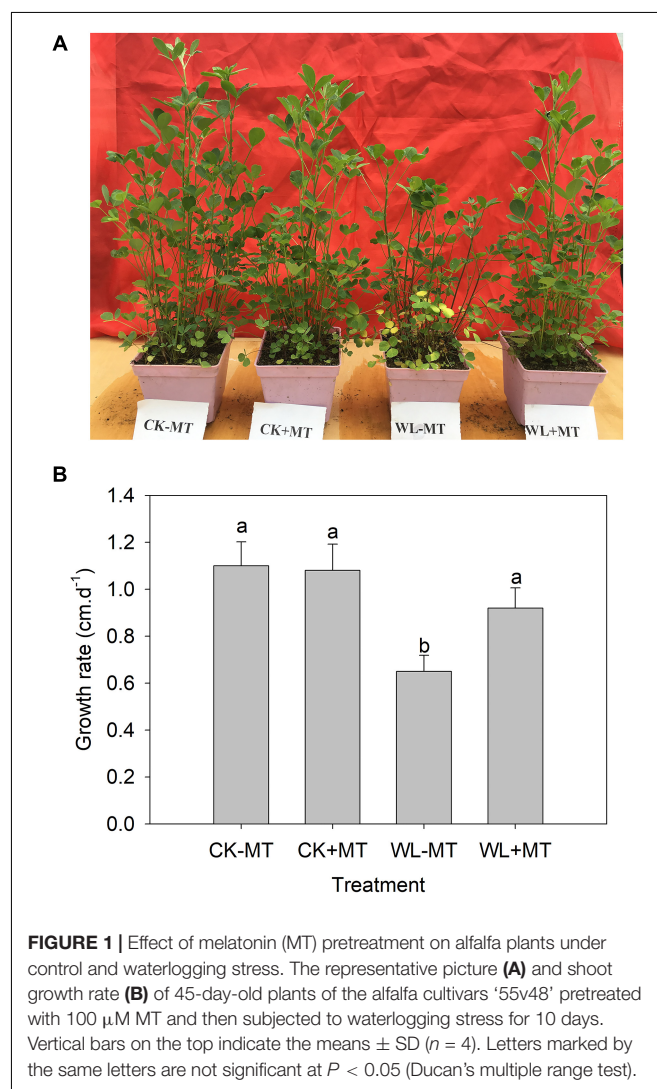 A
CK-MT
CK+MT
WL-MT
WL+MT
B
1.4
1.2
1.0
0.8
0.6
0.4
0.2
0.0
Growth rate (cm.d⁻¹)
a
a
b
a
CK-MT CK+MT WL-MT WL+MT
Treatment
FIGURE 1 | Effect of melatonin (MT) pretreatment on alfalfa plants under
control and waterlogging stress. The representative picture (A) and shoot
growth rate (B) of 45-day-old plants of the alfalfa cultivars ‘55v48’ pretreated
with 100 μM MT and then subjected to waterlogging stress for 10 days.
Vertical bars on the top indicate the means ± SD (n = 4). Letters marked by
the same letters are not significant at P < 0.05 (Ducan’s multiple range test).